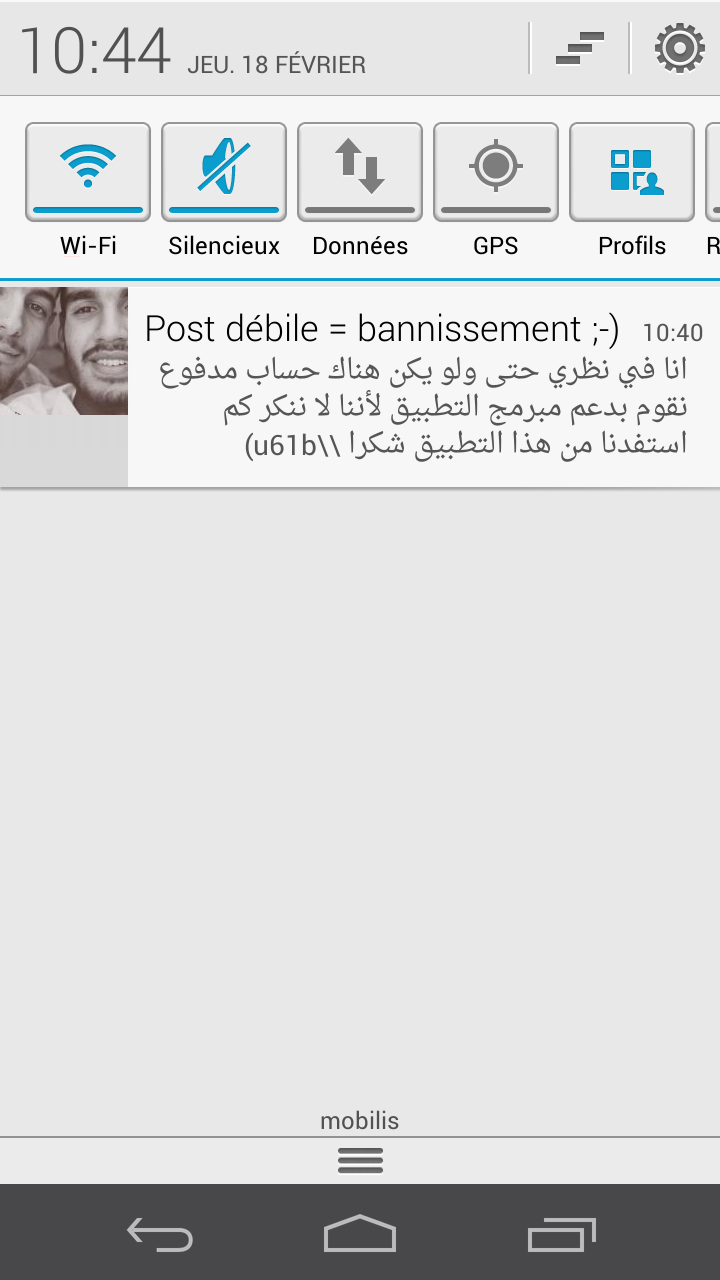 10:44 JEU. 18 FÉVRIER
Wi-Fi Silencieux Données GPS Profils R
Post débile = bannissement ;-) 10:40
انا في نظري حتى ولو يكن هناك حساب مدفوع
نقوم بدعم مبرمج التطبيق لأننا لا ننكر كم
استفدنا من هذا التطبيق شكرا \\u61b)
mobilis